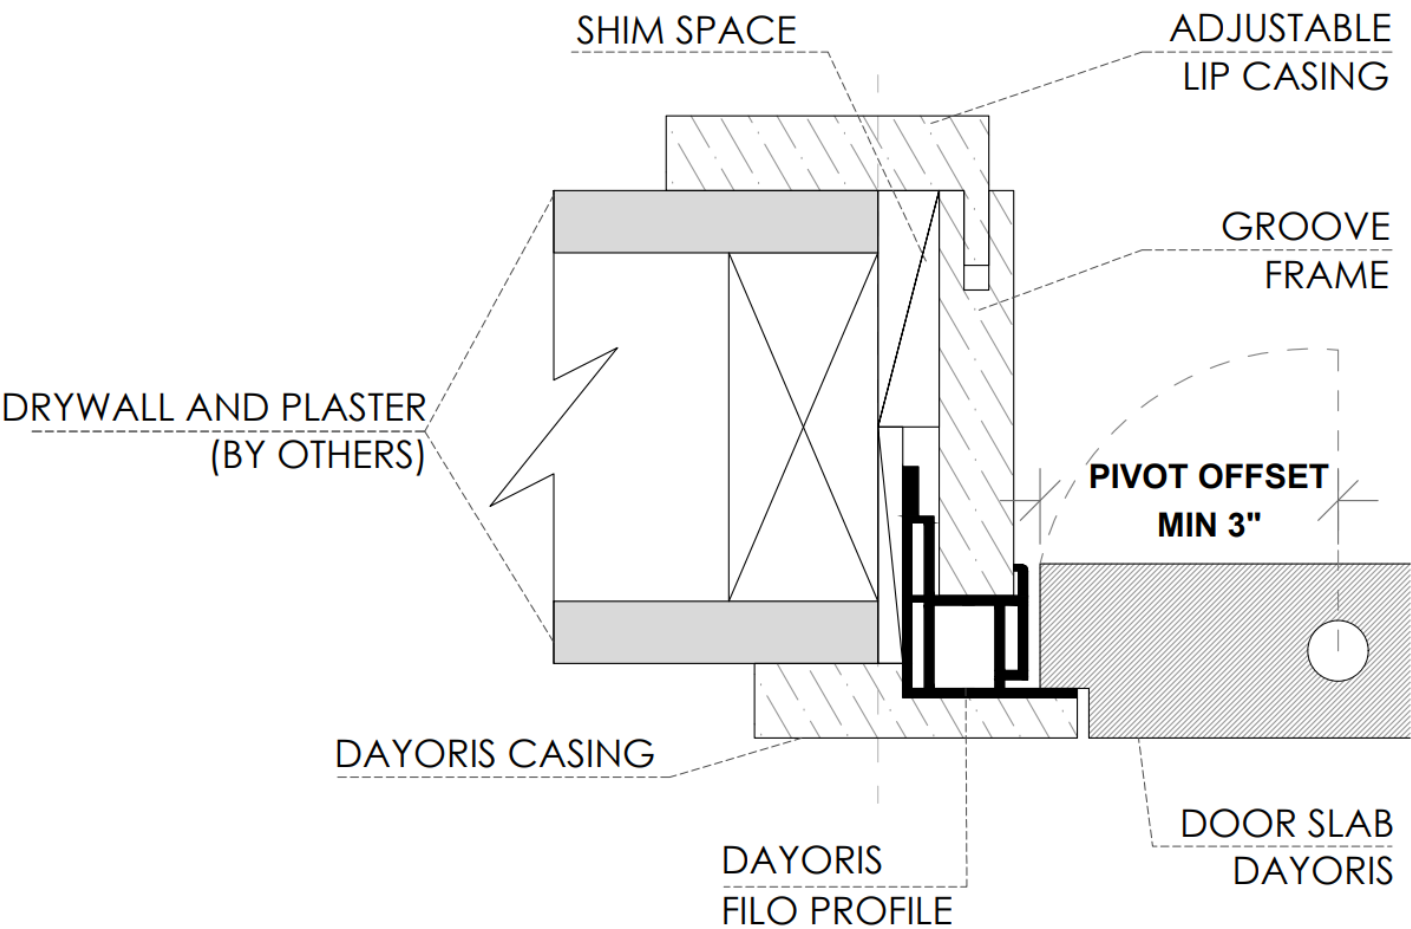 SHIM SPACE
ADJUSTABLE
LIP CASING
GROOVE
FRAME
DRYWALL AND PLASTER
(BY OTHERS)
PIVOT OFFSET
MIN 3"
DAYORIS CASING
DOOR SLAB
DAYORIS
DAYORIS
FILO PROFILE